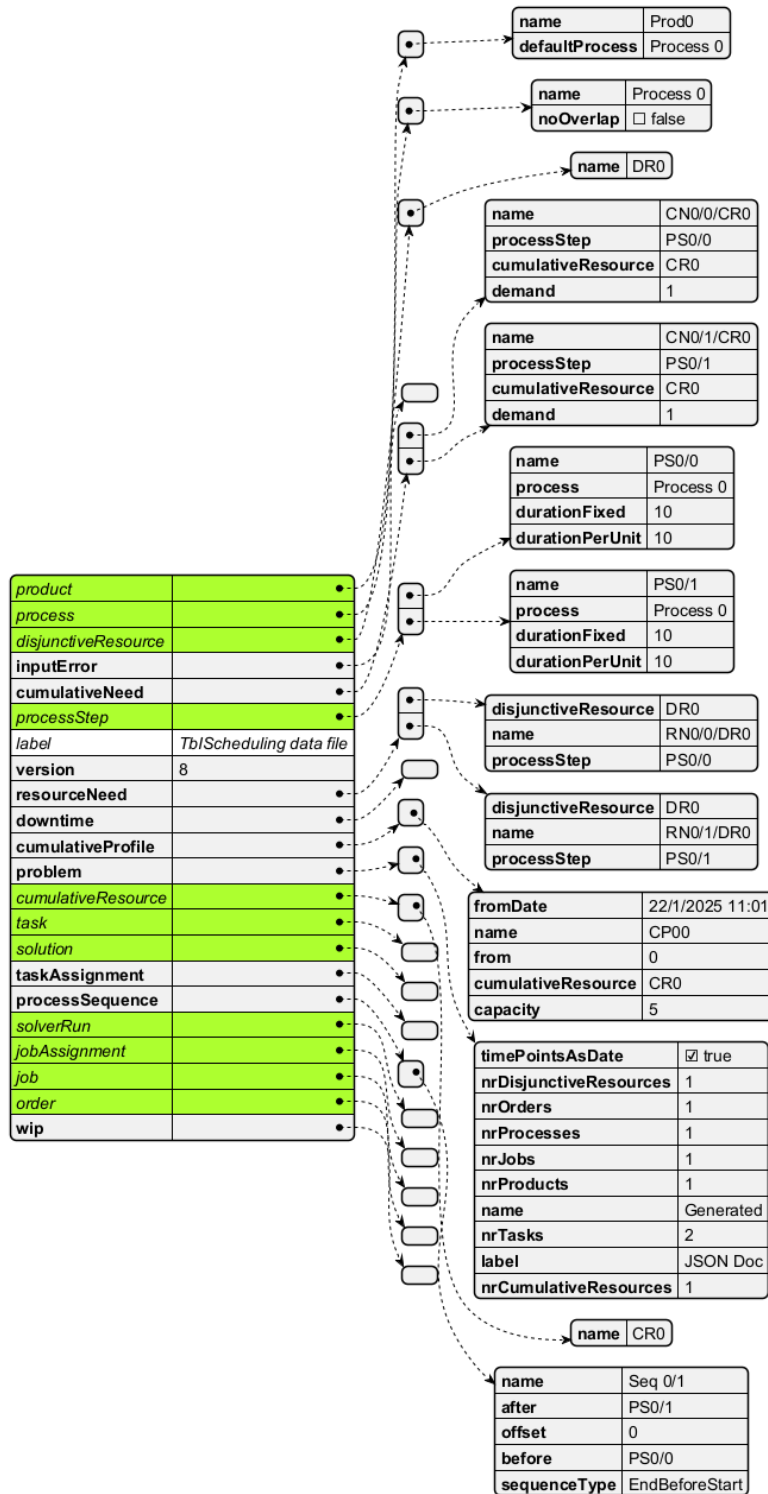 name Prod0
defaultProcess Process 0
name Process 0
noOverlap ☐ false
name DR0
name CN0/0/CR0
processStep PS0/0
cumulativeResource CR0
demand 1
name CN0/1/CR0
processStep PS0/1
cumulativeResource CR0
demand 1
name PS0/0
process Process 0
durationFixed 10
durationPerUnit 10
name PS0/1
process Process 0
durationFixed 10
durationPerUnit 10
product
process
disjunctiveResource
inputError
cumulativeNeed
processStep
label TblScheduling data file
version 8
resourceNeed
downtime
cumulativeProfile
problem
cumulativeResource
task
solution
taskAssignment
processSequence
solverRun
jobAssignment
job
order
wip
disjunctiveResource DR0
name RN0/0/DR0
processStep PS0/0
disjunctiveResource DR0
name RN0/1/DR0
processStep PS0/1
fromDate 22/1/2025 11:01
name CP00
from 0
cumulativeResource CR0
capacity 5
timePointsAsDate ☑ true
nrDisjunctiveResources 1
nrOrders 1
nrProcesses 1
nrJobs 1
nrProducts 1
name Generated
nrTasks 2
label JSON Doc
nrCumulativeResources 1
name CR0
name Seq 0/1
after PS0/1
offset 0
before PS0/0
sequenceType EndBeforeStart